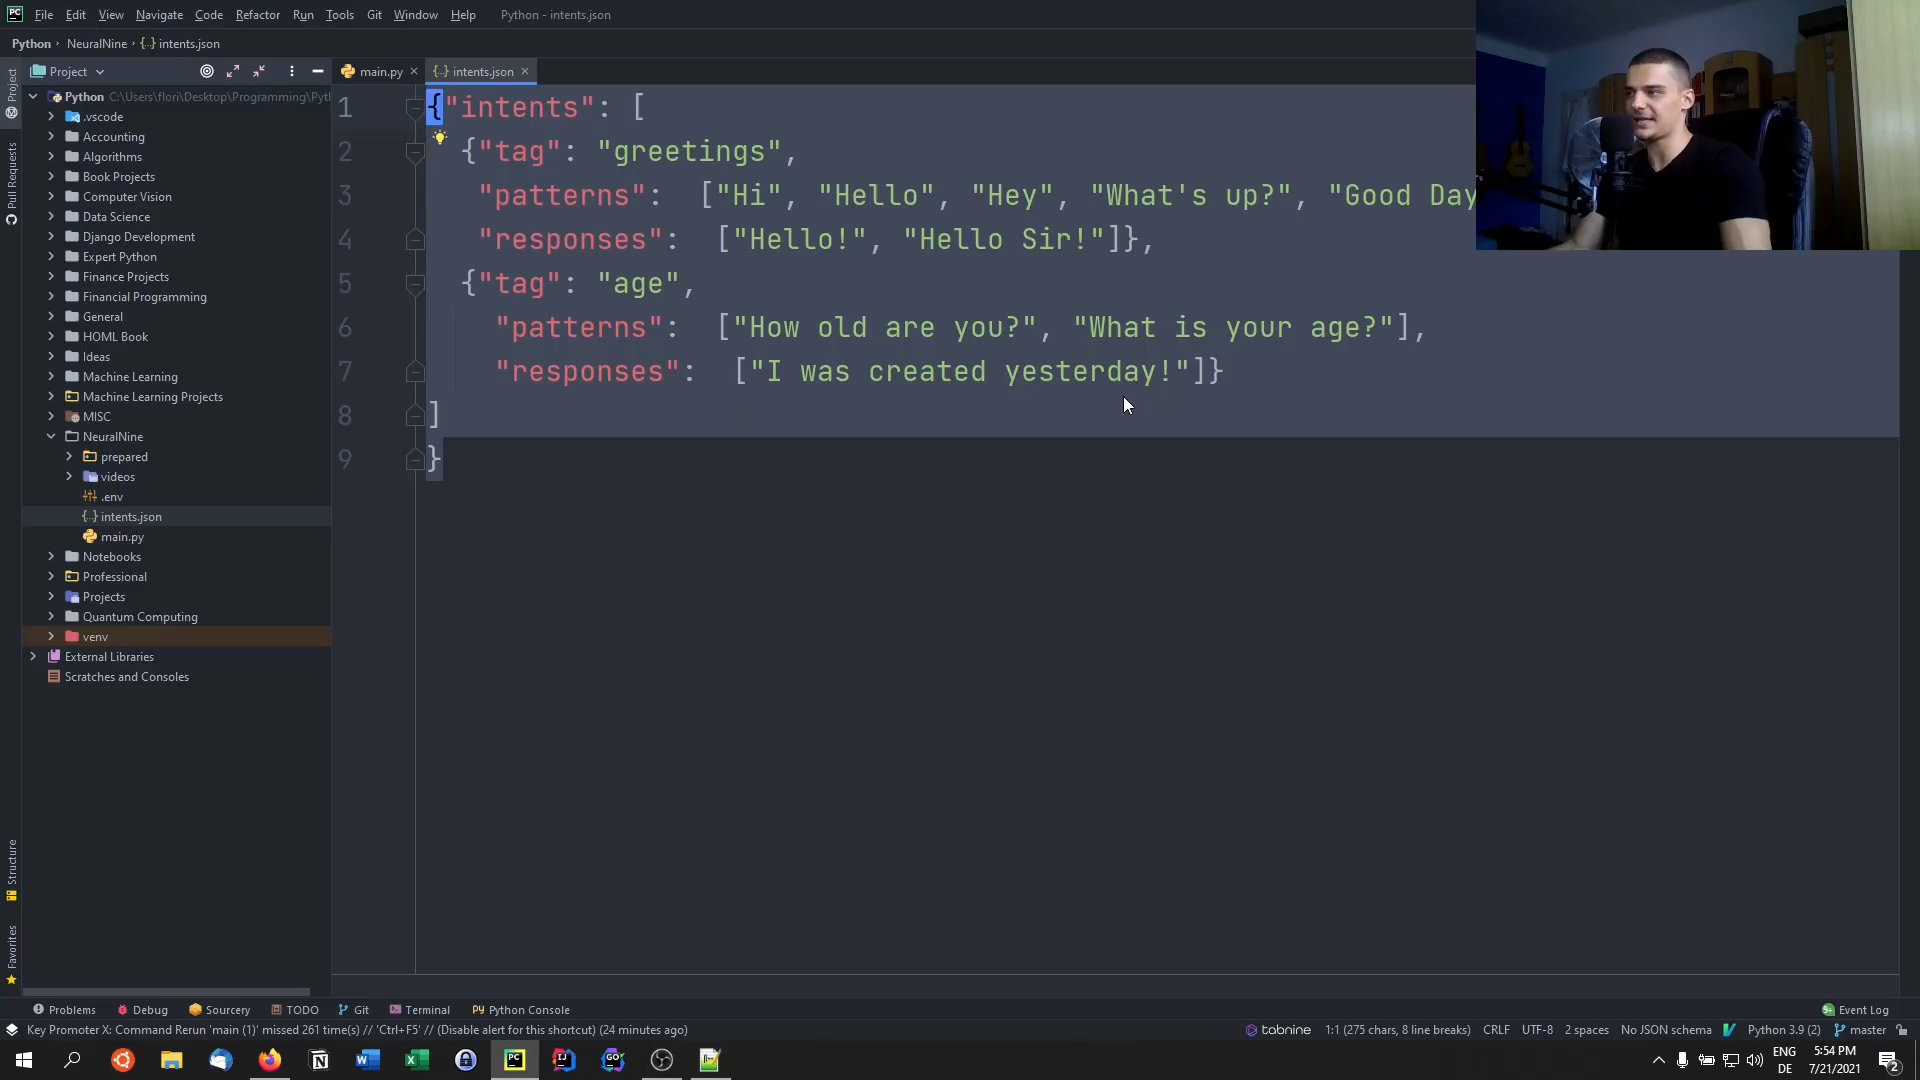 PC File Edit View Navigate Code Refactor Run Tools Git Window Help Python - intents.json
Python NeuralNine {..} intents.json
Project
main.py
{..} intents.json
Python C:\Users\flori\Desktop\Programming\Pyt
.vscode
Accounting
Algorithms
Book Projects
Computer Vision
Data Science
Django Development
Expert Python
Finance Projects
Financial Programming
General
HOML Book
Ideas
Machine Learning
Machine Learning Projects
MISC
NeuralNine
prepared
videos
.env
{..} intents.json
main.py
Notebooks
Professional
Projects
Quantum Computing
venv
External Libraries
Scratches and Consoles
Project
Pull Requests
Structure
Favorites
1 {"intents": [
2 {"tag": "greetings",
3 "patterns": ["Hi", "Hello", "Hey", "What's up?", "Good Day
4 "responses": ["Hello!", "Hello Sir!"]},
5 {"tag": "age",
6 "patterns": ["How old are you?", "What is your age?"],
7 "responses": ["I was created yesterday!"]}
8 ]
9 }
Problems Debug Sourcery TODO Git Terminal PY Python Console Event Log
Key Promoter X: Command Rerun 'main (1)' missed 261 time(s) // 'Ctrl+F5' // (Disable alert for this shortcut) (24 minutes ago) tabnine 1:1 (275 chars, 8 line breaks) CRLF UTF-8 2 spaces No JSON schema Python 3.9 (2) master
ENG 5:54 PM
DE 7/21/2021 2